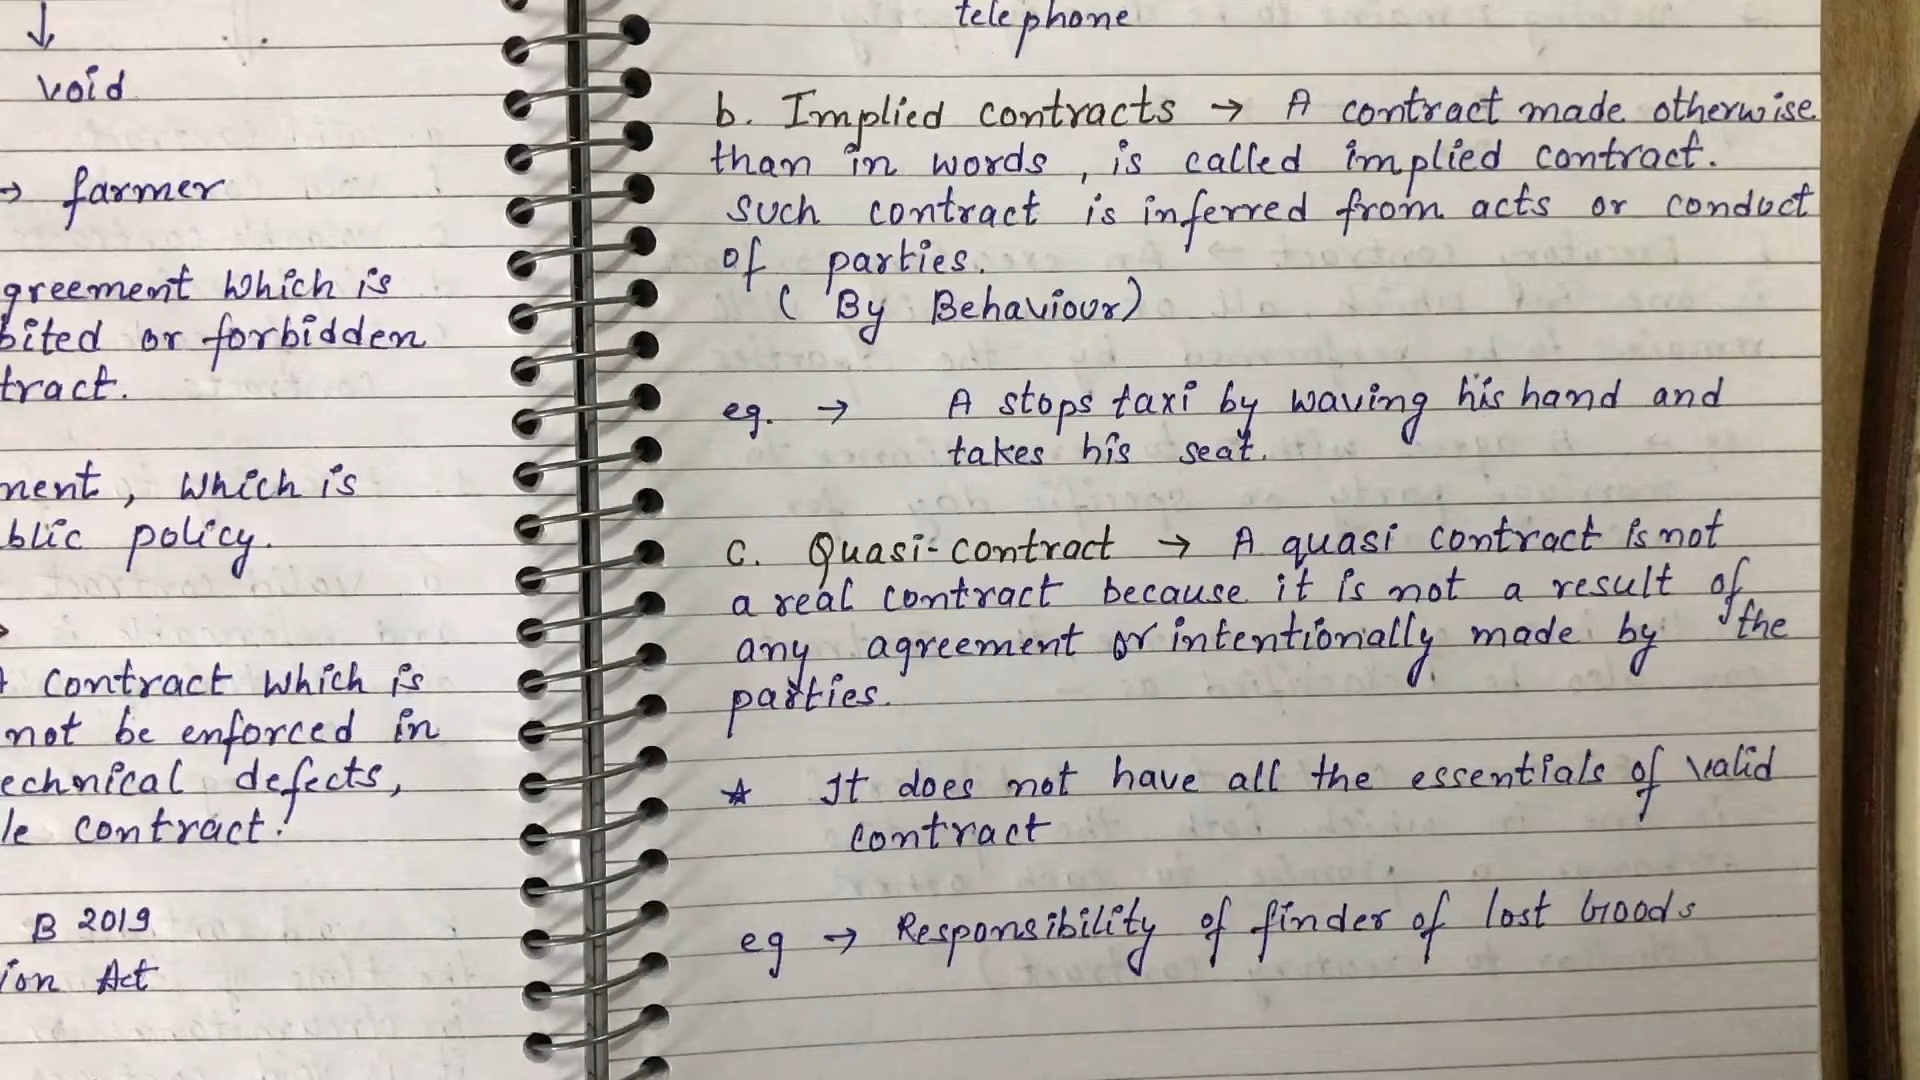 void
→ farmer
greement which is
bited or forbidden
tract.
ment, which is
blic policy.
contract which is
not be enforced in
echnical defects,
le contract!
B 2019
ion Act
telephone
b. Implied contracts → A contract made otherwise
than in words, is called implied contract.
Such contract is inferred from acts or conduct
of parties.
( By Behaviour)
eg. → A stops taxi by waving his hand and
takes his seat.
c. Quasi-contract → A quasi contract is not
a real contract because it is not a result of
any agreement or intentionally made by the
parties.
☆ It does not have all the essentials of valid
contract
eg → Responsibility of finder of lost Goods